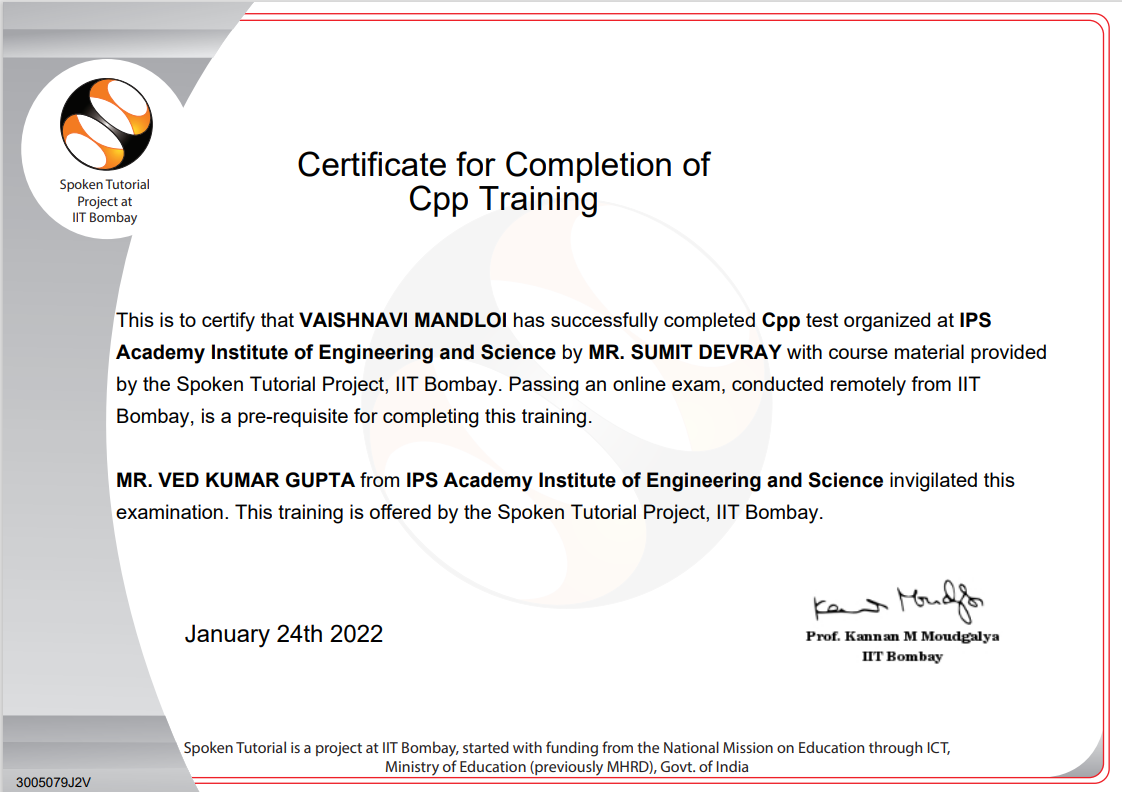 Spoken Tutorial
Project at
IIT Bombay
Certificate for Completion of
Cpp Training
This is to certify that VAISHNAVI MANDLOI has successfully completed Cpp test organized at IPS
Academy Institute of Engineering and Science by MR. SUMIT DEVRAY with course material provided
by the Spoken Tutorial Project, IIT Bombay. Passing an online exam, conducted remotely from IIT
Bombay, is a pre-requisite for completing this training.
MR. VED KUMAR GUPTA from IPS Academy Institute of Engineering and Science invigilated this
examination. This training is offered by the Spoken Tutorial Project, IIT Bombay.
January 24th 2022
Kannan Moudgalya
Prof. Kannan M Moudgalya
IIT Bombay
Spoken Tutorial is a project at IIT Bombay, started with funding from the National Mission on Education through ICT,
Ministry of Education (previously MHRD), Govt. of India
3005079J2V